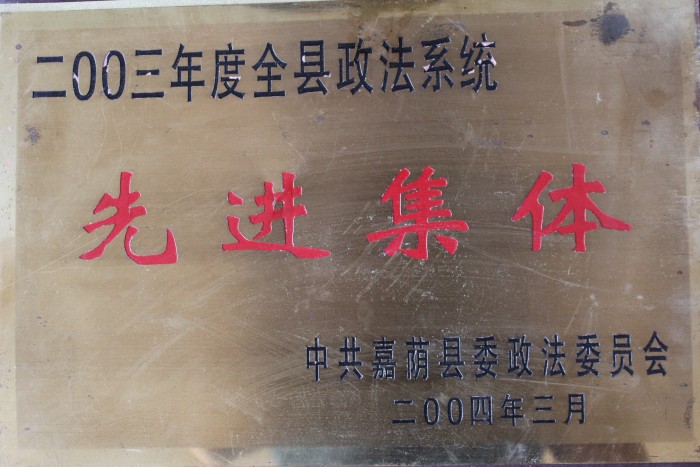 二00三年度全县政法系统
先进集体
中共嘉荫县委政法委员会
二00四年三月